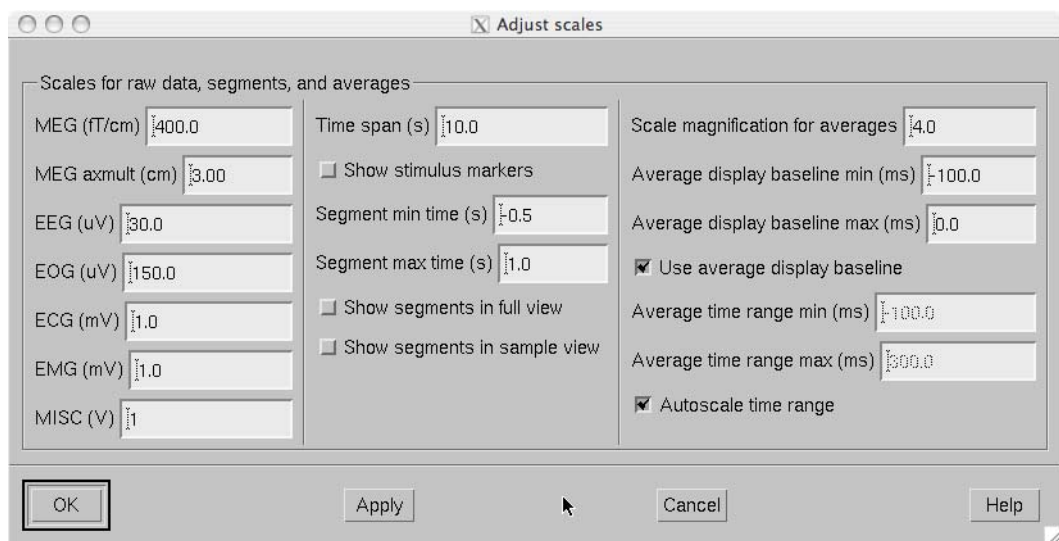 Adjust scales
Scales for raw data, segments, and averages
MEG (fT/cm) 400.0
MEG axmult (cm) 3.00
EEG (uV) 30.0
EOG (uV) 150.0
ECG (mV) 1.0
EMG (mV) 1.0
MISC (V) 1
Time span (s) 10.0
Show stimulus markers
Segment min time (s) -0.5
Segment max time (s) 1.0
Show segments in full view
Show segments in sample view
Scale magnification for averages 4.0
Average display baseline min (ms) -100.0
Average display baseline max (ms) 0.0
Use average display baseline
Average time range min (ms) -100.0
Average time range max (ms) 300.0
Autoscale time range
OK
Apply
Cancel
Help